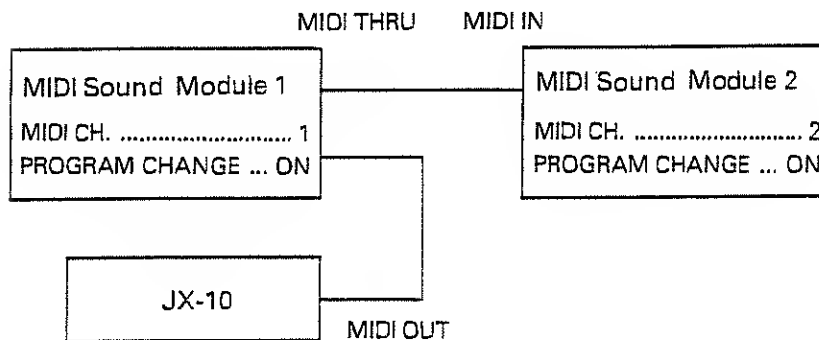 MIDI THRU MIDI IN
MIDI Sound Module 1
MIDI CH. ............................ 1
PROGRAM CHANGE ... ON
MIDI Sound Module 2
MIDI CH. ............................ 2
PROGRAM CHANGE ... ON
JX-10
MIDI OUT